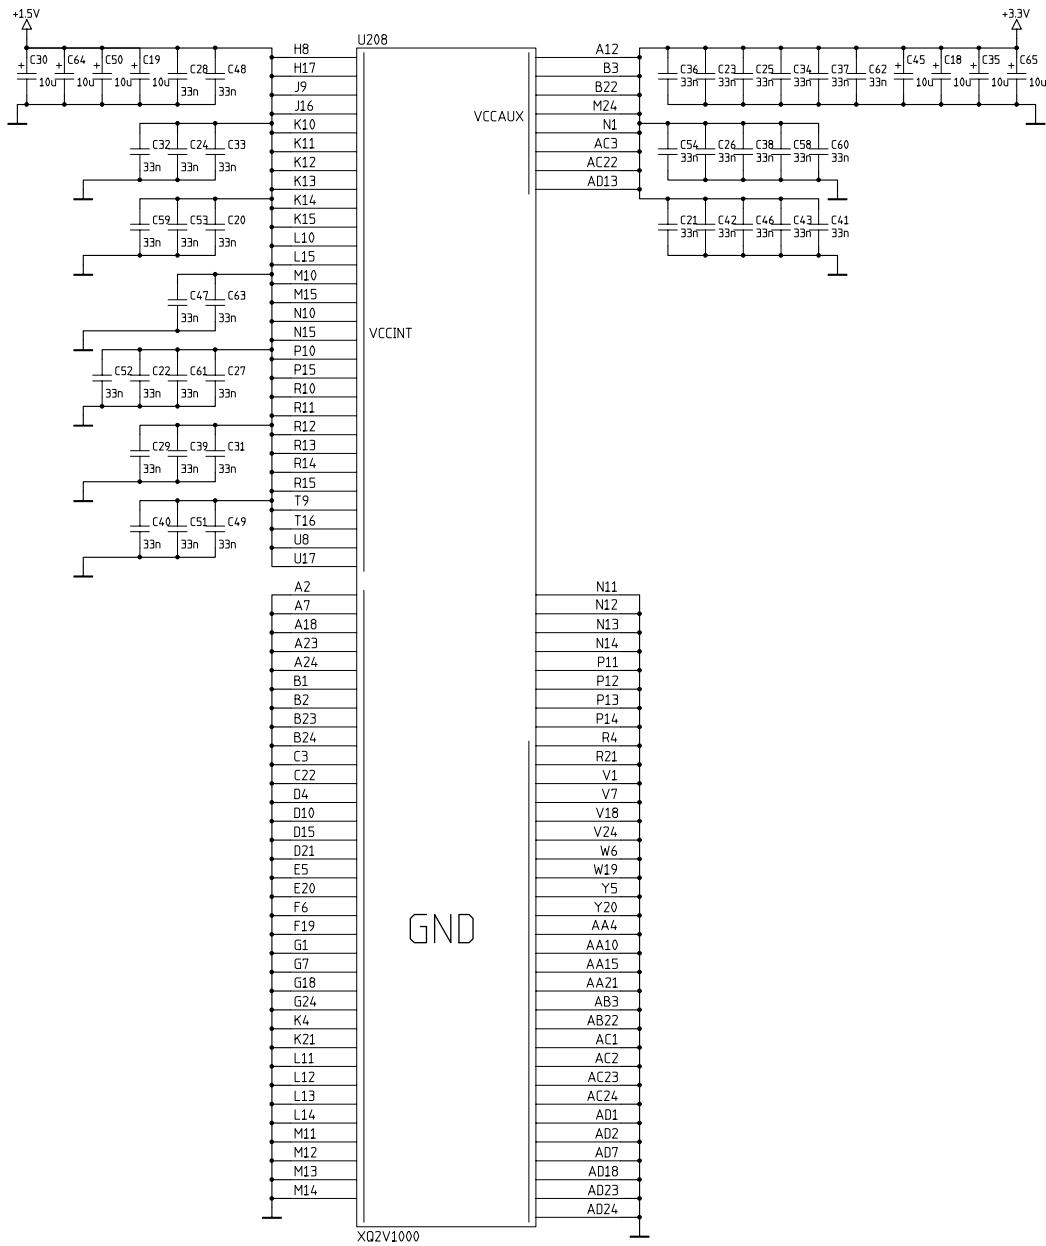 +1.5V
+3.3V
U208
+ C30 + C64 + C50 + C19 C28 C48
10u 10u 10u 10u 33n 33n
C36 C23 C25 C34 C37 C62 + C45 + C18 + C35 + C65
33n 33n 33n 33n 33n 33n 10u 10u 10u 10u
C32 C24 C33
33n 33n 33n
C54 C26 C38 C58 C60
33n 33n 33n 33n 33n
C59 C53 C20
33n 33n 33n
C21 C42 C46 C43 C41
33n 33n 33n 33n 33n
C47 C63
33n 33n
C52 C22 C61 C27
33n 33n 33n 33n
C29 C39 C31
33n 33n 33n
C40 C51 C49
33n 33n 33n
H8
H17
J9
J16
K10
K11
K12
K13
K14
K15
L10
L15
M10
M15
N10
N15
P10
P15
R10
R11
R12
R13
R14
R15
T9
T16
U8
U17
VCCINT
A12
B3
B22
M24
N1
AC3
AC22
AD13
VCCAUX
A2
A7
A18
A23
A24
B1
B2
B23
B24
C3
C22
D4
D10
D15
D21
E5
E20
F6
F19
G1
G7
G18
G24
K4
K21
L11
L12
L13
L14
M11
M12
M13
M14
GND
N11
N12
N13
N14
P11
P12
P13
P14
R4
R21
V1
V7
V18
V24
W6
W19
Y5
Y20
AA4
AA10
AA15
AA21
AB3
AB22
AC1
AC2
AC23
AC24
AD1
AD2
AD7
AD18
AD23
AD24
XQ2V1000